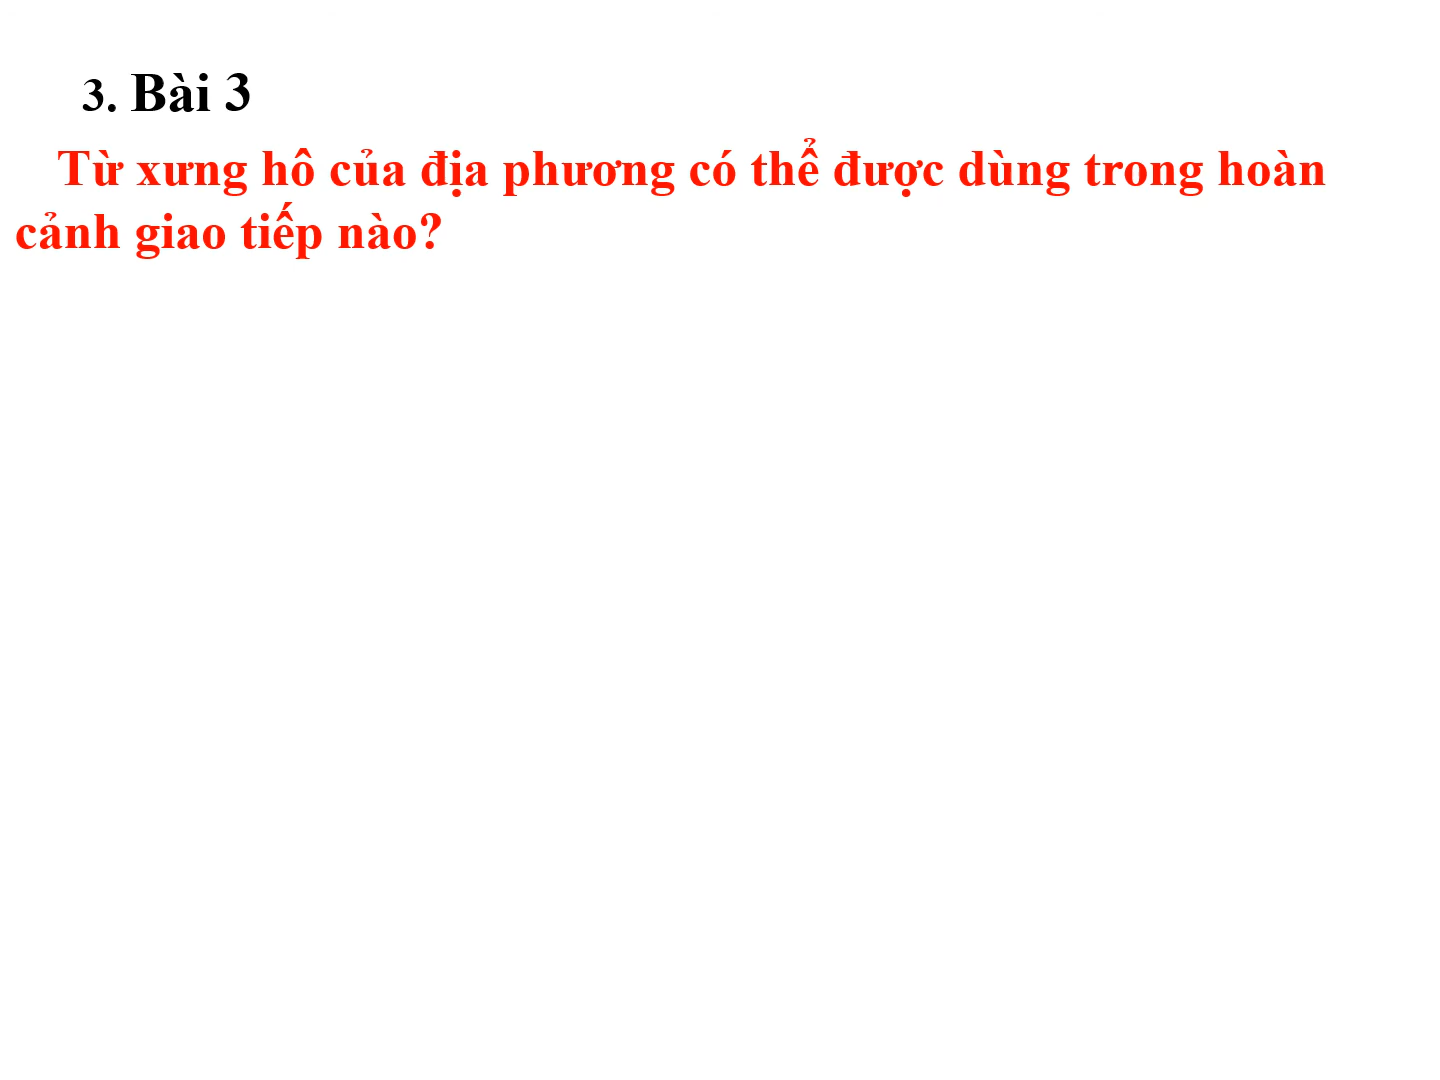 3. Bài 3
Từ xưng hô của địa phương có thể được dùng trong hoàn
cảnh giao tiếp nào?